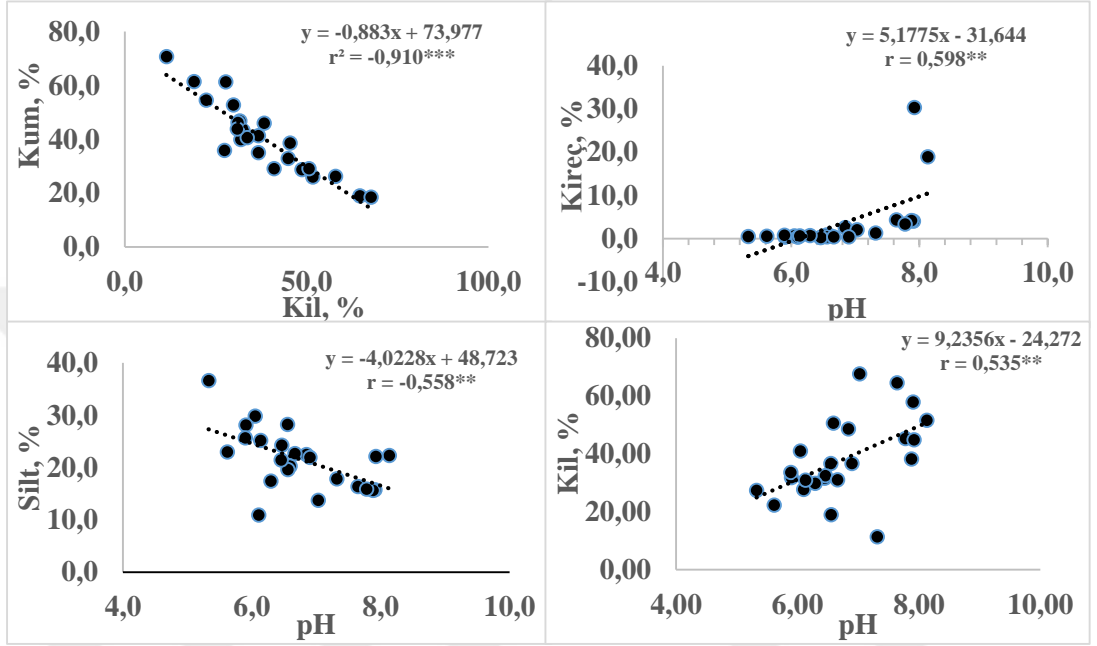 y = -0,883x + 73,977
r² = -0,910***
80,0
60,0
40,0
20,0
0,0
Kum, %
0,0
50,0
100,0
Kil, %
y = 5,1775x - 31,644
r = 0,598**
40,0
30,0
20,0
10,0
0,0
-10,0
Kireç, %
4,0
6,0
8,0
10,0
pH
y = -4,0228x + 48,723
r = -0,558**
40,0
30,0
20,0
10,0
0,0
Silt, %
4,0
6,0
8,0
10,0
pH
y = 9,2356x - 24,272
r = 0,535**
80,00
60,00
40,00
20,00
0,00
Kil, %
4,00
6,00
8,00
10,00
pH